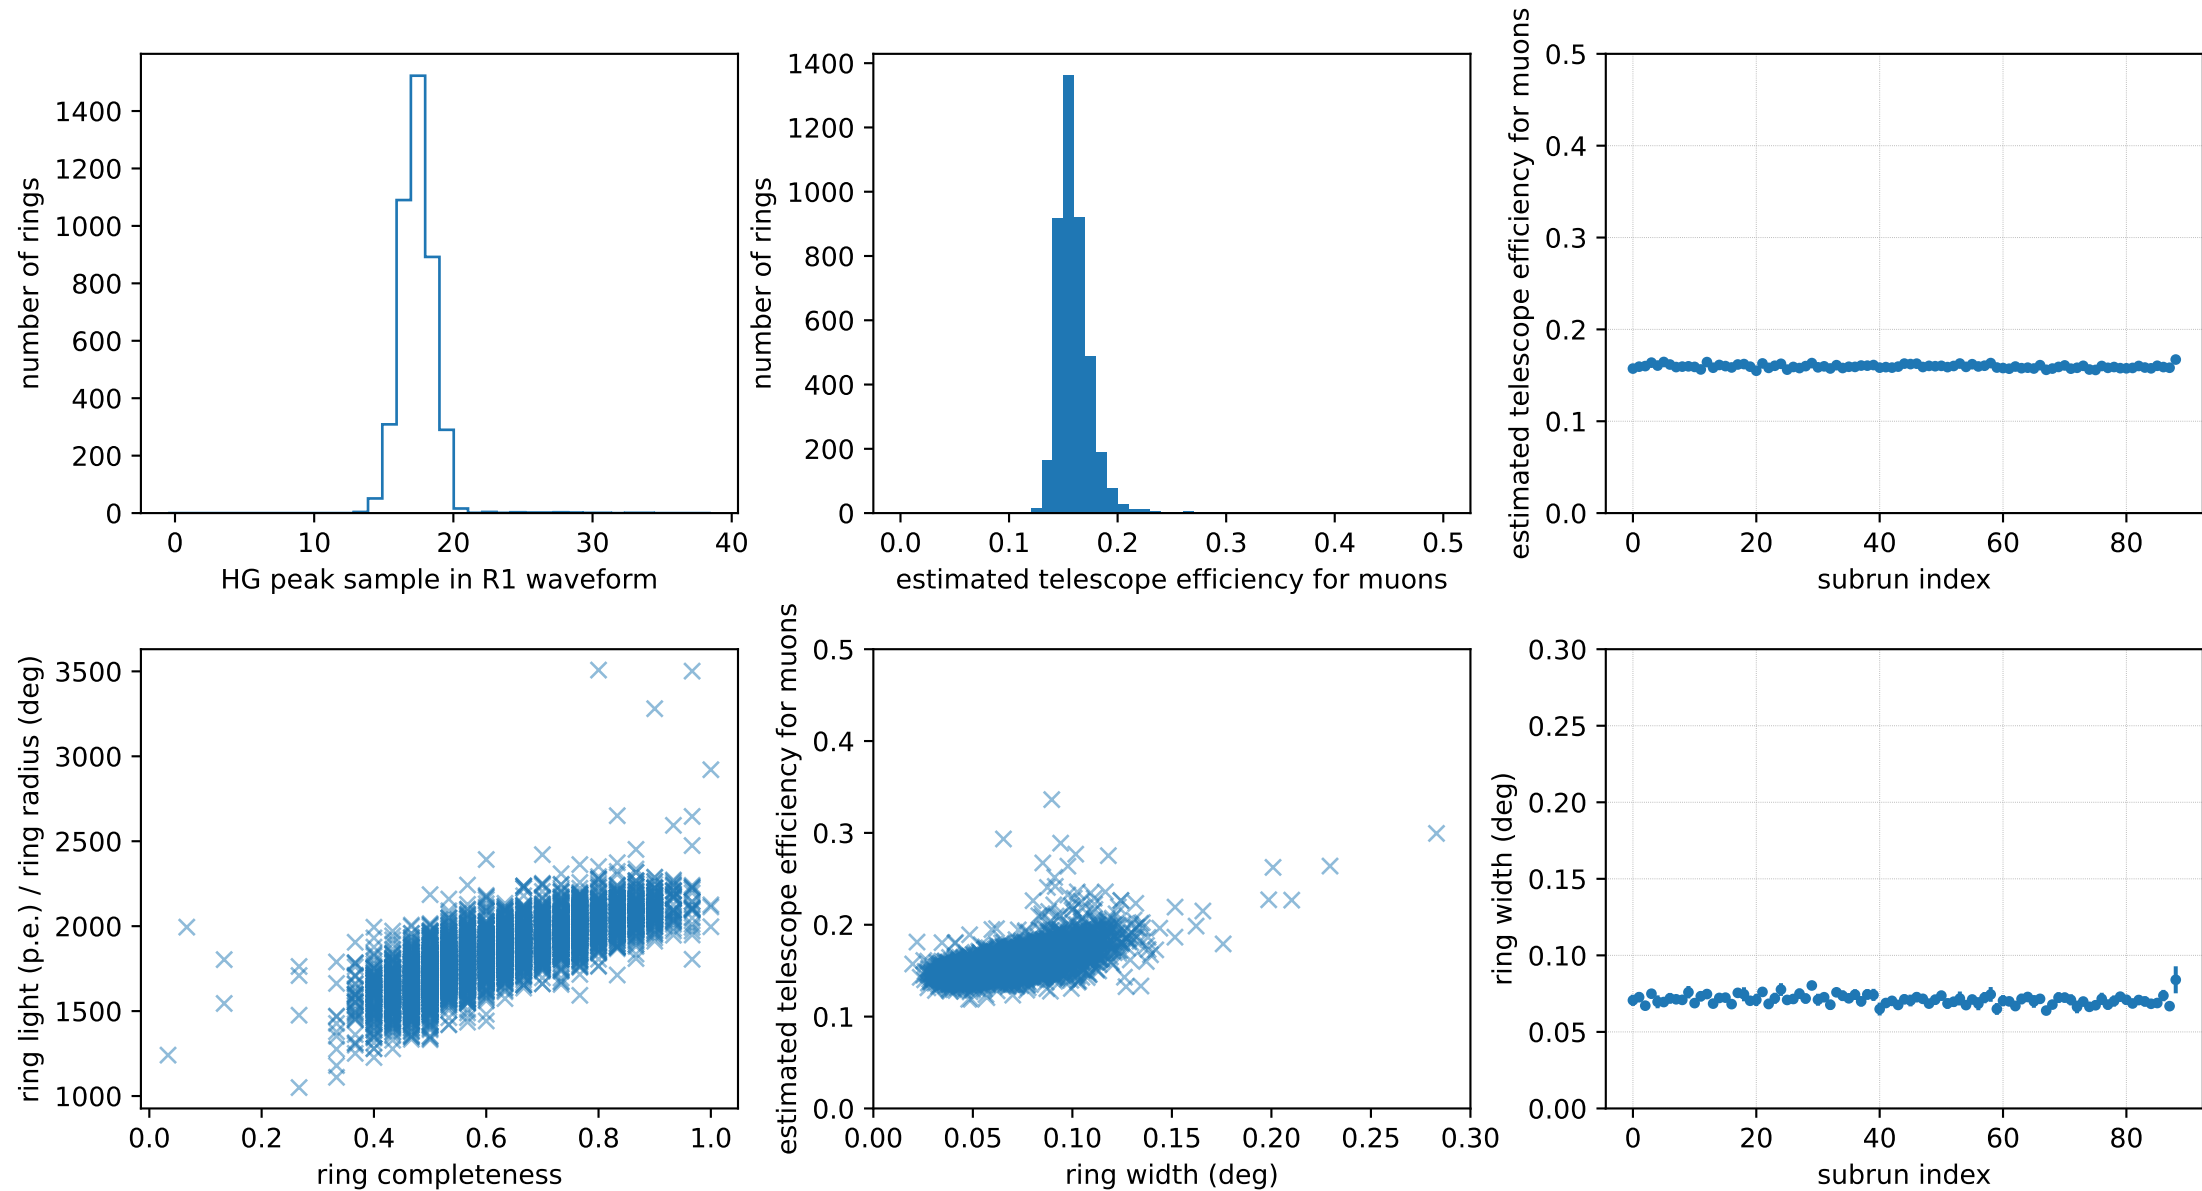 number of rings
1400
1200
1000
800
600
400
200
0
0 10 20 30 40
HG peak sample in R1 waveform
number of rings
1400
1200
1000
800
600
400
200
0
0.0 0.1 0.2 0.3 0.4 0.5
estimated telescope efficiency for muons
estimated telescope efficiency for muons
0.5
0.4
0.3
0.2
0.1
0.0
0 20 40 60 80
subrun index
ring light (p.e.) / ring radius (deg)
3500
3000
2500
2000
1500
1000
0.0 0.2 0.4 0.6 0.8 1.0
ring completeness
estimated telescope efficiency for muons
0.5
0.4
0.3
0.2
0.1
0.0
0.00 0.05 0.10 0.15 0.20 0.25 0.30
ring width (deg)
ring width (deg)
0.30
0.25
0.20
0.15
0.10
0.05
0.00
0 20 40 60 80
subrun index